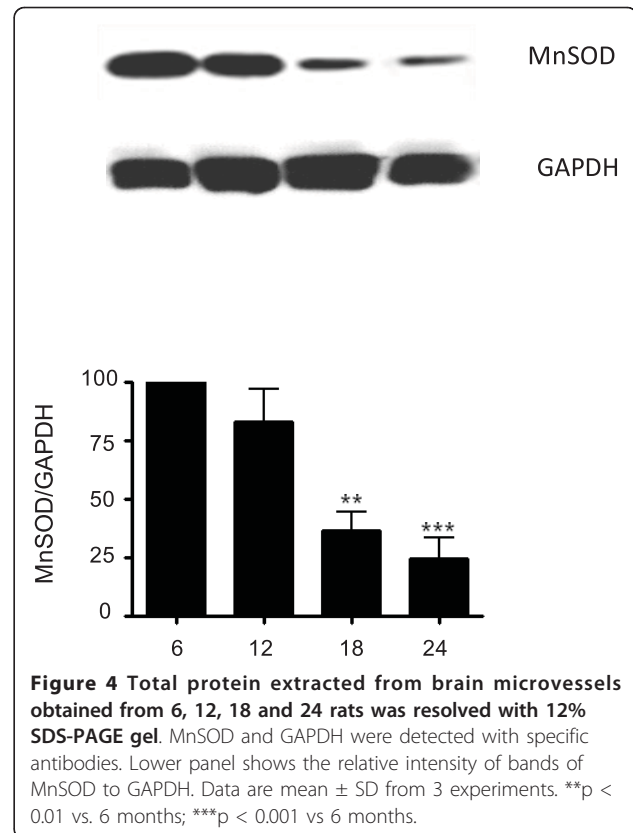 MnSOD
GAPDH
MnSOD/GAPDH
100
75
50
25
0
**
***
6 12 18 24
Figure 4 Total protein extracted from brain microvessels
obtained from 6, 12, 18 and 24 rats was resolved with 12%
SDS-PAGE gel. MnSOD and GAPDH were detected with specific
antibodies. Lower panel shows the relative intensity of bands of
MnSOD to GAPDH. Data are mean ± SD from 3 experiments. **p <
0.01 vs. 6 months; ***p < 0.001 vs 6 months.